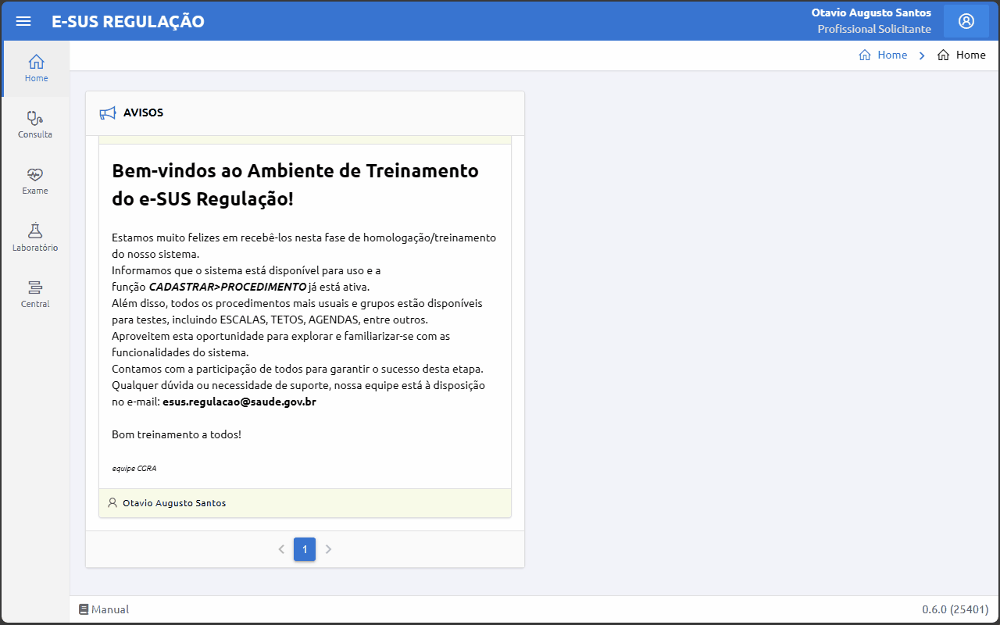 E-SUS REGULAÇÃO
Otavio Augusto Santos
Profissional Solicitante
Home > Home
Home
Consulta
Exame
Laboratório
Central
AVISOS
Bem-vindos ao Ambiente de Treinamento
do e-SUS Regulação!
Estamos muito felizes em recebê-los nesta fase de homologação/treinamento
do nosso sistema.
Informamos que o sistema está disponível para uso e a
função CADASTRAR>PROCEDIMENTO já está ativa.
Além disso, todos os procedimentos mais usuais e grupos estão disponíveis
para testes, incluindo ESCALAS, TETOS, AGENDAS, entre outros.
Aproveitem esta oportunidade para explorar e familiarizar-se com as
funcionalidades do sistema.
Contamos com a participação de todos para garantir o sucesso desta etapa.
Qualquer dúvida ou necessidade de suporte, nossa equipe está à disposição
no e-mail: esus.regulacao@saude.gov.br
Bom treinamento a todos!
equipe CGRA
Otavio Augusto Santos
1
Manual
0.6.0 (25401)